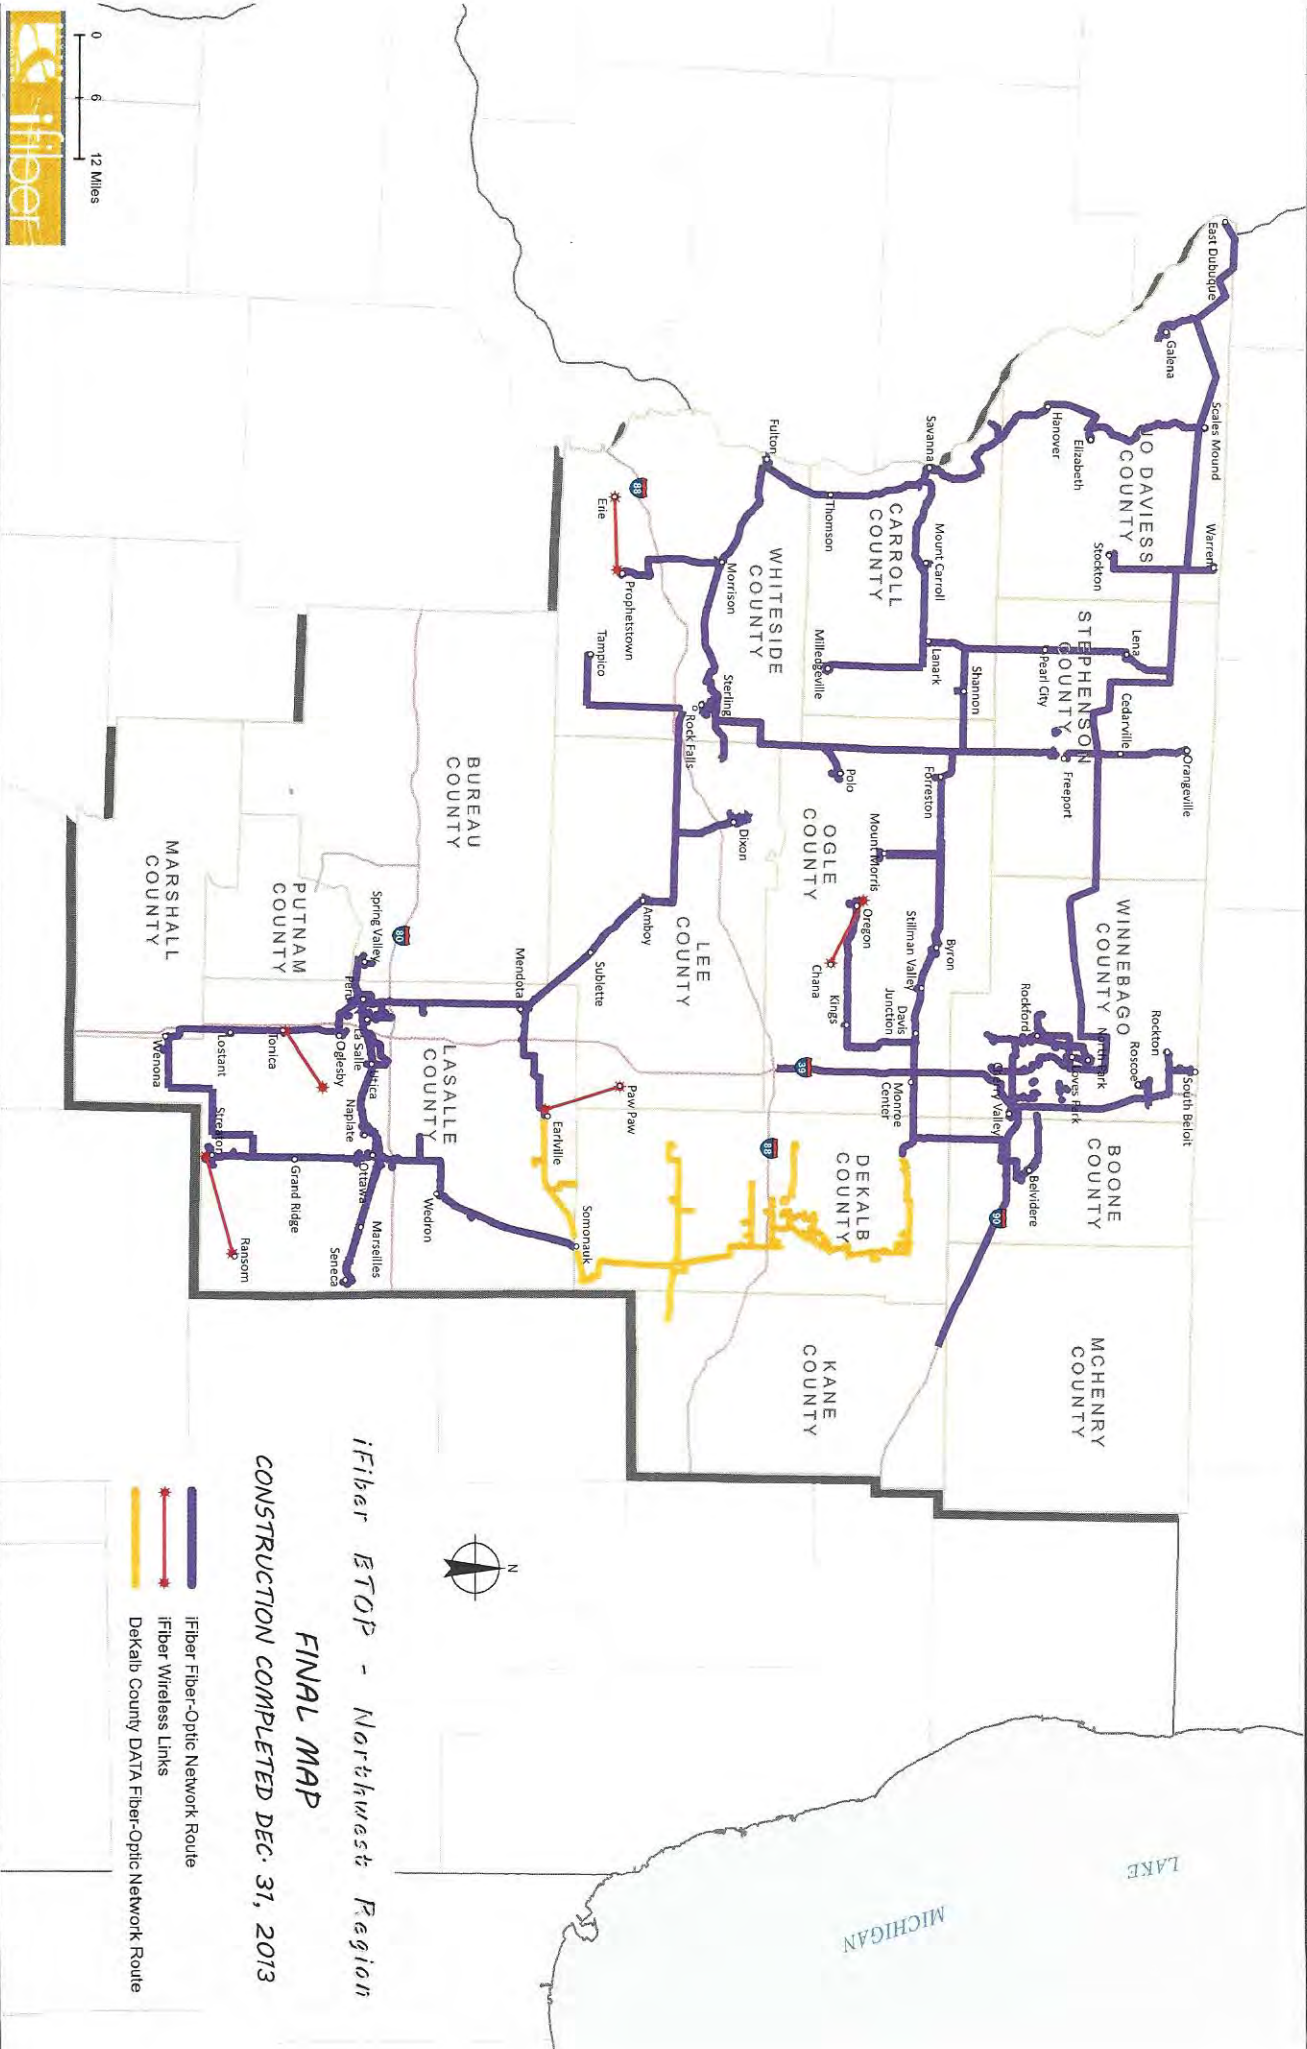 East Dubuque
Galena
Scales Mound
Warren
JO DAVIESS
COUNTY
Stockton
Hanover
Elizabeth
Savanna
Orangeville
Lena
Cedarville
STEPHENSON
COUNTY
Pearl City
Freeport
Rockton
South Beloit
Roscoe
WINNEBAGO
COUNTY
North Park
Loves Park
Rockford
Cherry Valley
BOONE
COUNTY
Belvidere
90
MCHENRY
COUNTY
Mount Carroll
CARROLL
COUNTY
Thomson
Lanark
Shannon
Milledgeville
Forreston
Polo
OGLE
COUNTY
Mount Morris
Oregon
Chana
Byron
Stillman Valley
Davis
Junction
Kings
Monroe
Center
39
DEKALB
COUNTY
88
KANE
COUNTY
Fulton
WHITESIDE
COUNTY
Morrison
Sterling
Rock Falls
88
Erie
Prophetstown
Tampico
Dixon
LEE
COUNTY
Amboy
Sublette
Paw Paw
BUREAU
COUNTY
Mendota
Earlville
Somonauk
80
LASALLE
COUNTY
Spring Valley
Peru
La Salle
Utica
Oglesby
Naplate
Ottawa
Wedron
Marseilles
Seneca
PUTNAM
COUNTY
Tonica
Lostant
Grand Ridge
Ransom
Streator
Wenona
MARSHALL
COUNTY
LAKE
MICHIGAN
N
iFiber BTOP - Northwest Region
FINAL MAP
CONSTRUCTION COMPLETED DEC. 31, 2013
iFiber Fiber-Optic Network Route
iFiber Wireless Links
DeKalb County DATA Fiber-Optic Network Route
0 6 12 Miles
ifiber